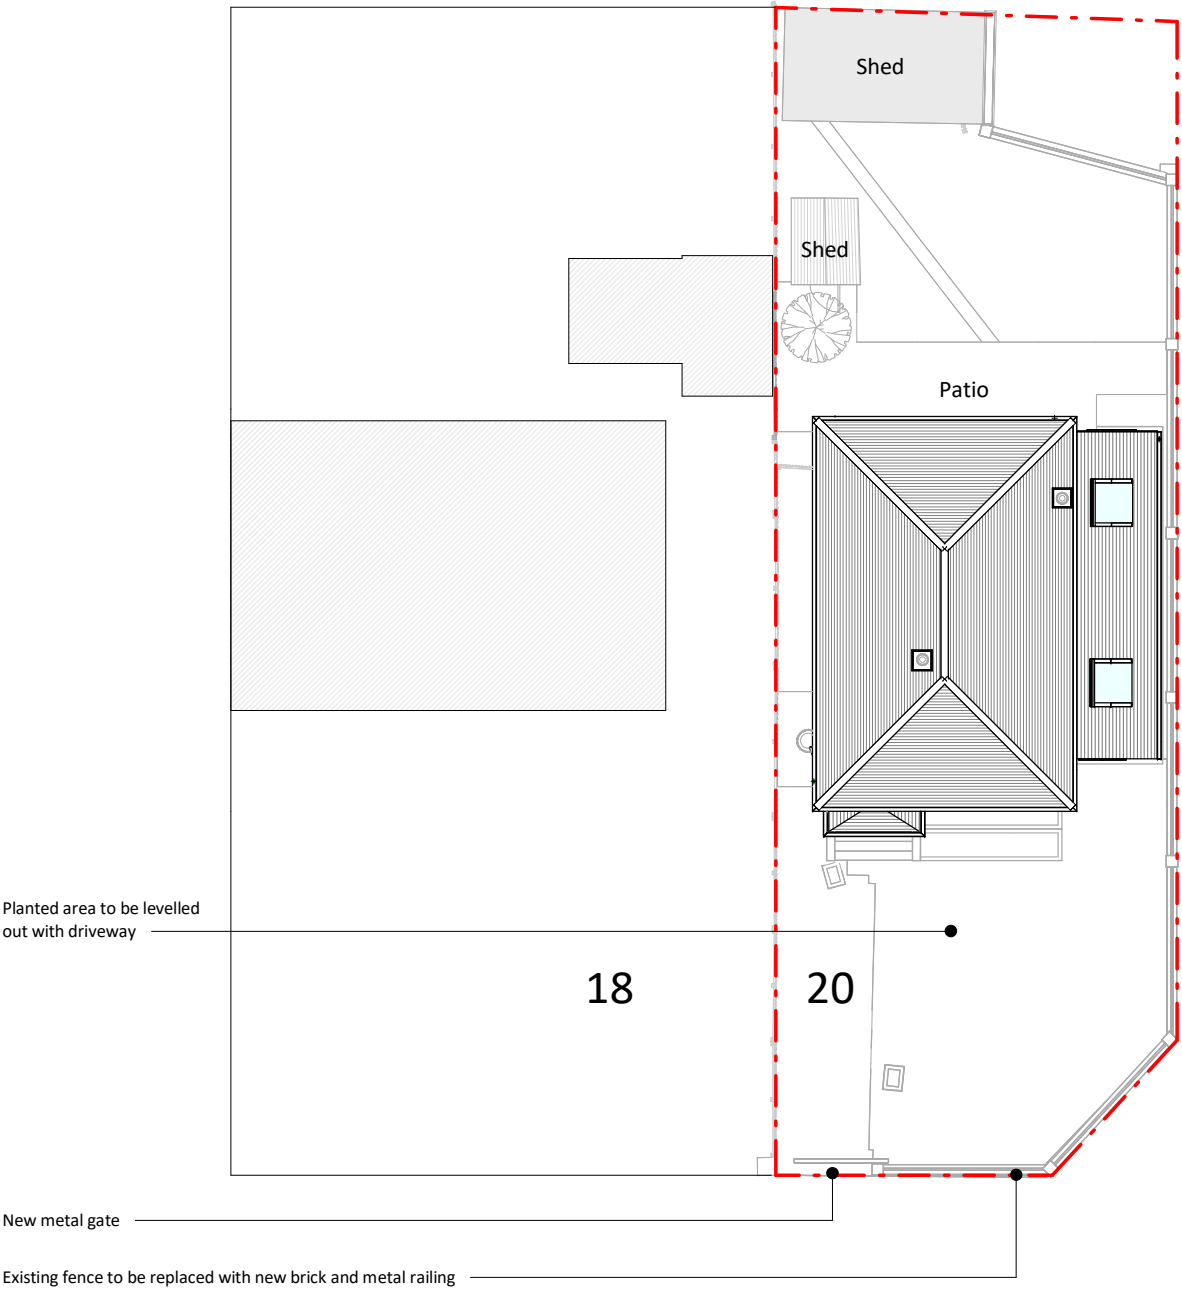 Shed
Shed
Patio
Planted area to be levelled
out with driveway
18
20
New metal gate
Existing fence to be replaced with new brick and metal railing